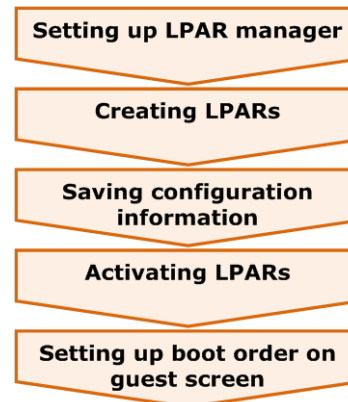 Setting up LPAR manager
Creating LPARs
Saving configuration
information
Activating LPARs
Setting up boot order on
guest screen